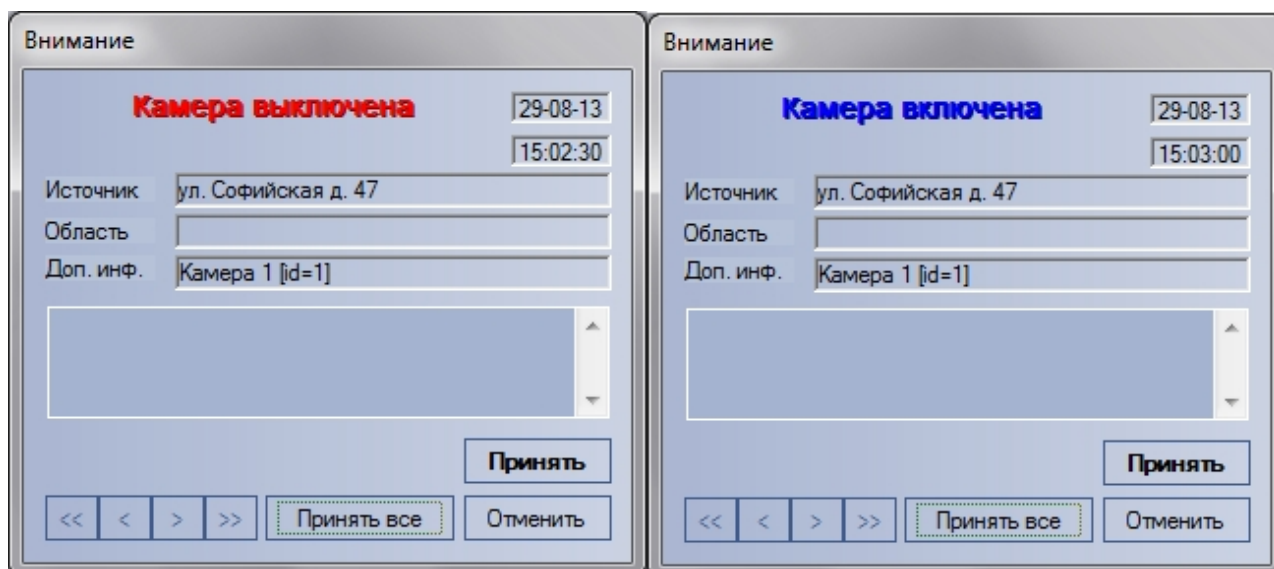 Внимание
Камера выключена
29-08-13
15:02:30
Источник ул. Софийская д. 47
Область
Доп. инф. Камера 1 [id=1]
Принять
<< < > >> Принять все Отменить
Внимание
Камера включена
29-08-13
15:03:00
Источник ул. Софийская д. 47
Область
Доп. инф. Камера 1 [id=1]
Принять
<< < > >> Принять все Отменить